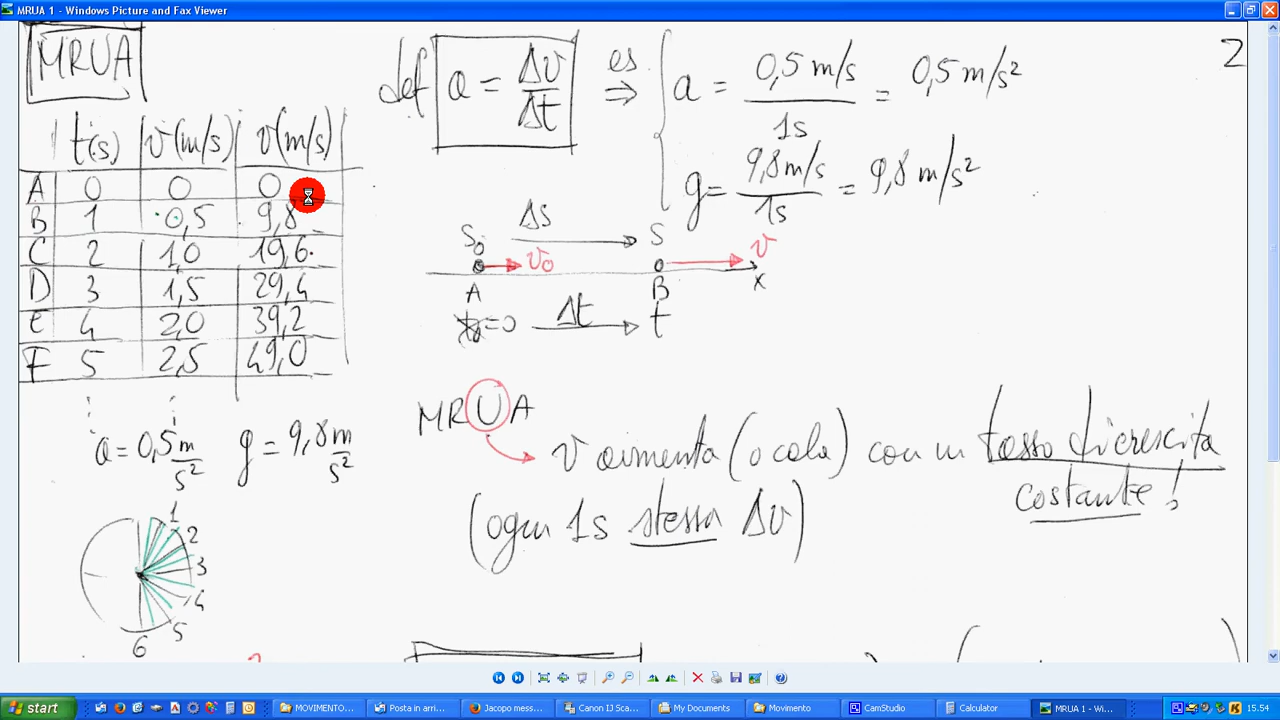 MRUA 1 - Windows Picture and Fax Viewer
MRUA
2
def a = Δv/Δt es ⇒ a = 0,5 m/s / 1s = 0,5 m/s²
g = 9,8 m/s / 1s = 9,8 m/s²
t(s) v(m/s) v(m/s)
A 0 0 0
B 1 0,5 9,8
C 2 1,0 19,6
D 3 1,5 29,4
E 4 2,0 39,2
F 5 2,5 49,0
a = 0,5 m/s² g = 9,8 m/s²
Δs
S₀ S
v₀ v
A B x
t₀=0 Δt t
MRUA
v aumenta (o cala) con un tasso di crescita
costante!
(ogni 1s stessa Δv)
1
2
3
4
5
6
start
MOVIMENTO...
Posta in arri...
Jacopo mess...
Canon IJ Sca...
My Documents
Movimento
CamStudio
Calculator
MRUA 1 - Wi...
15.54